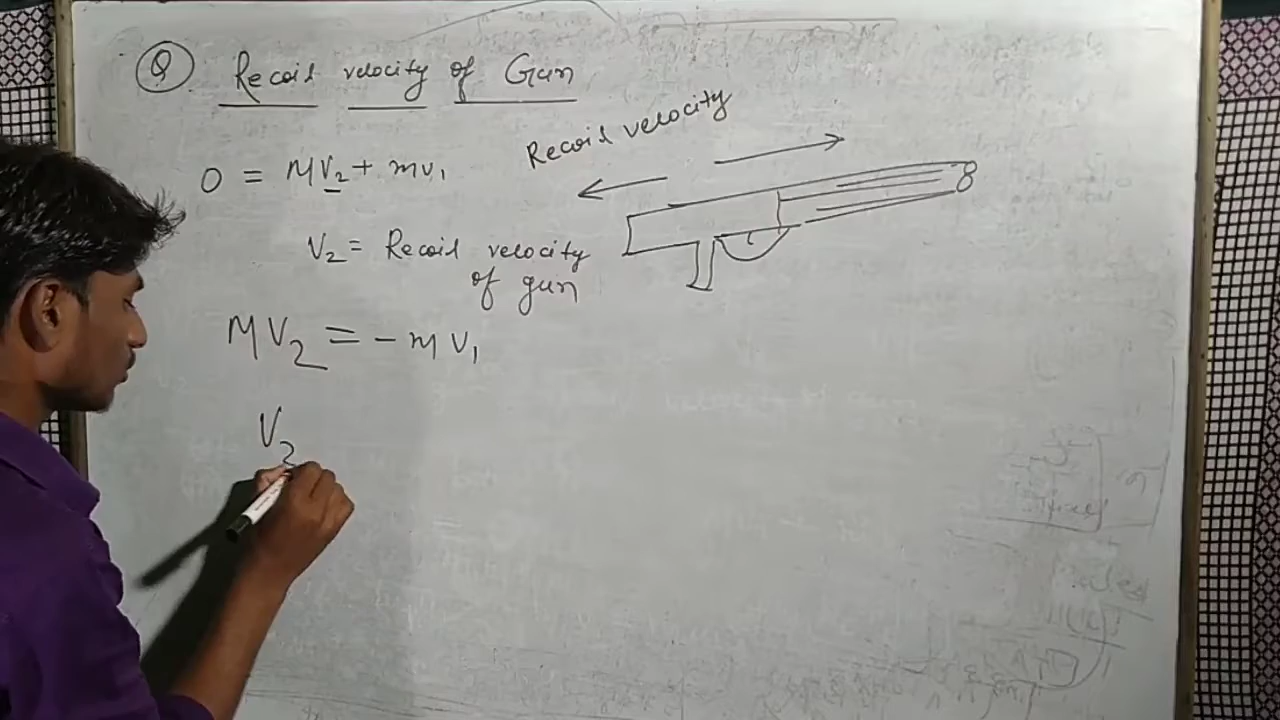 Q Recoil velocity of Gun
Recoil velocity
0 = MV₂ + mv₁
V₂ = Recoil velocity
of gun
MV₂ = - mv₁
V₂